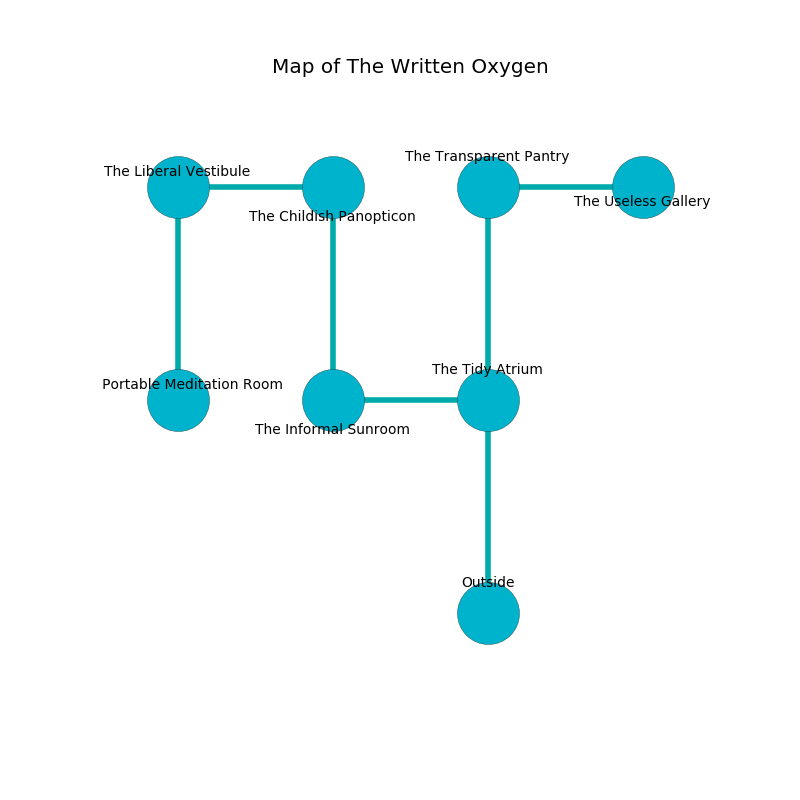 Map of The Written Oxygen
The Transparent Pantry
The Liberal Vestibule
The Useless Gallery
The Childish Panopticon
The Tidy Atrium
Portable Meditation Room
The Informal Sunroom
Outside